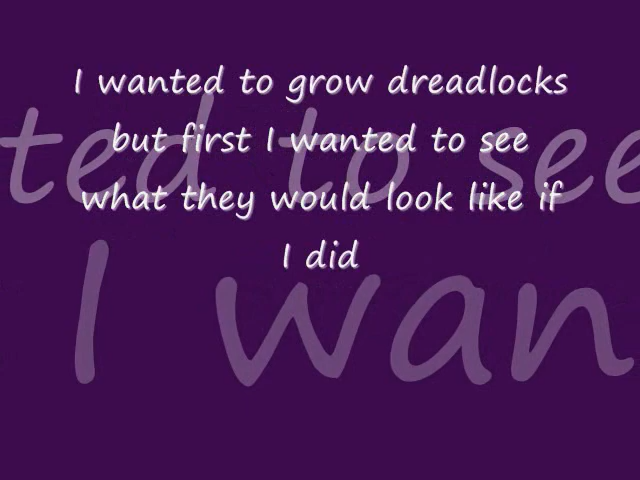 I wanted to grow dreadlocks
but first I wanted to see
what they would look like if
I did
ted to see
I wan